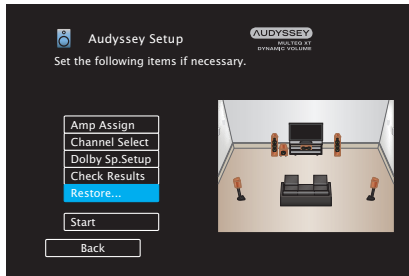 Audyssey Setup
AUDYSSEY
MULTEQ XT
DYNAMIC VOLUME
Set the following items if necessary.
Amp Assign
Channel Select
Dolby Sp.Setup
Check Results
Restore...
Start
Back